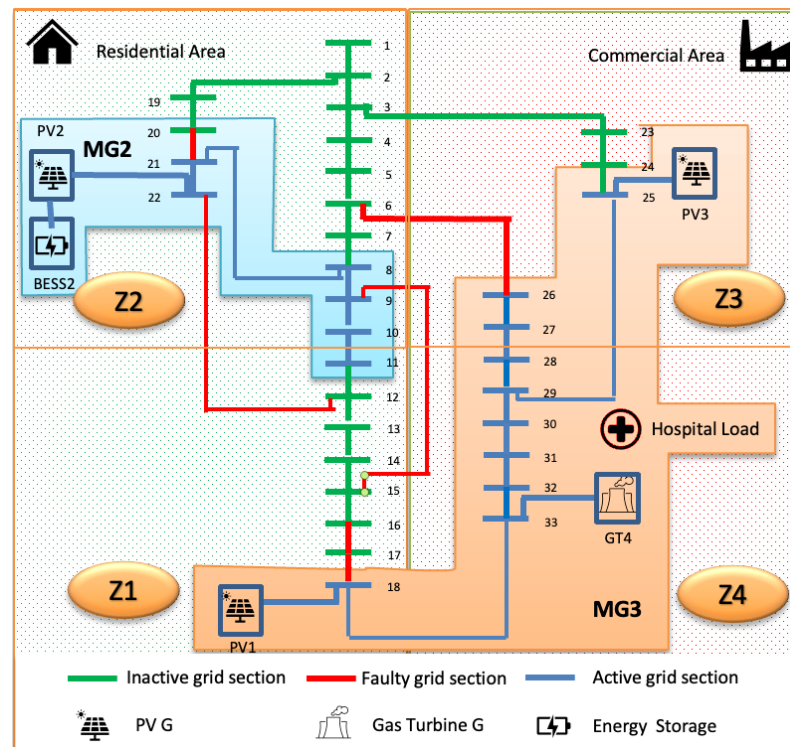 Residential Area
Commercial Area
1
2
3
4
5
6
7
8
9
10
11
12
13
14
15
16
17
18
19
20
21
22
23
24
25
26
27
28
29
30
31
32
33
PV2
MG2
BESS2
Z2
PV3
Z3
Hospital Load
GT4
Z1
PV1
MG3
Z4
Inactive grid section
Faulty grid section
Active grid section
PV G
Gas Turbine G
Energy Storage